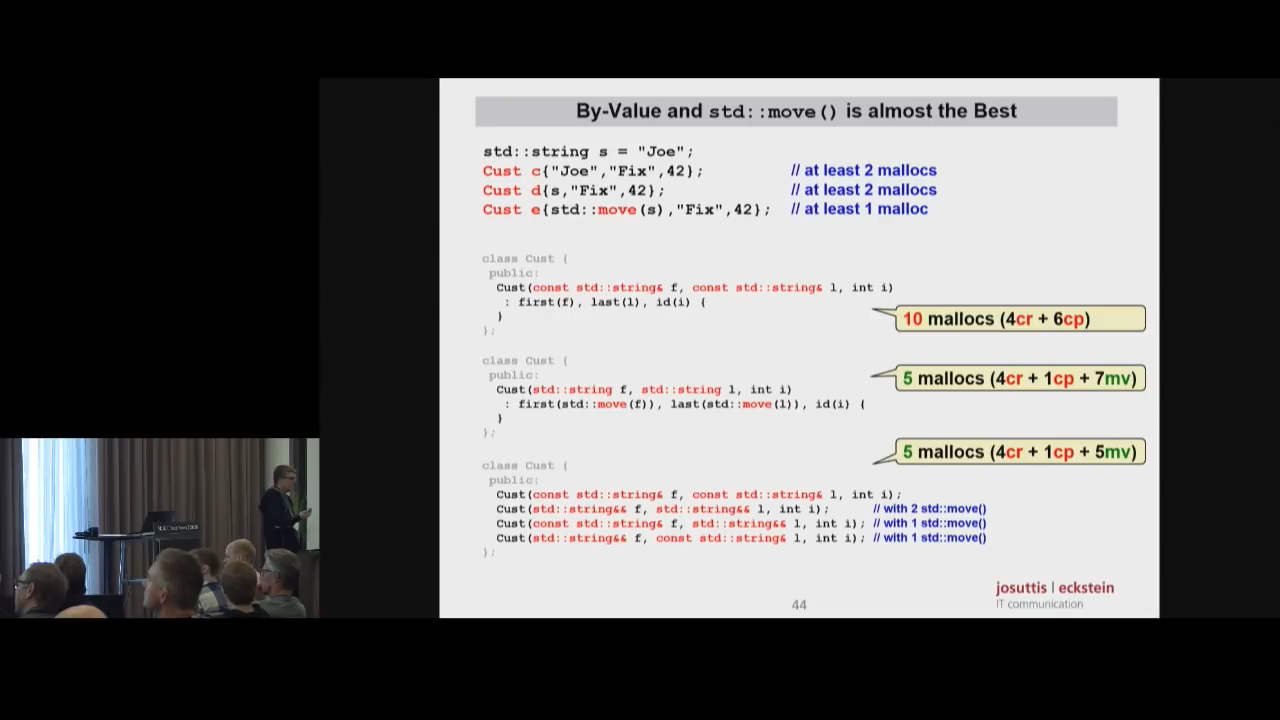 By-Value and std::move() is almost the Best
std::string s = "Joe";
Cust c{"Joe","Fix",42}; // at least 2 mallocs
Cust d{s,"Fix",42}; // at least 2 mallocs
Cust e{std::move(s),"Fix",42}; // at least 1 malloc
class Cust {
public:
Cust(const std::string& f, const std::string& l, int i)
: first(f), last(l), id(i) {
}
};
10 mallocs (4cr + 6cp)
class Cust {
public:
Cust(std::string f, std::string l, int i)
: first(std::move(f)), last(std::move(l)), id(i) {
}
};
5 mallocs (4cr + 1cp + 7mv)
class Cust {
public:
Cust(const std::string& f, const std::string& l, int i);
Cust(std::string&& f, std::string&& l, int i); // with 2 std::move()
Cust(const std::string& f, std::string&& l, int i); // with 1 std::move()
Cust(std::string&& f, const std::string& l, int i); // with 1 std::move()
};
5 mallocs (4cr + 1cp + 5mv)
44
josuttis | eckstein
IT communication